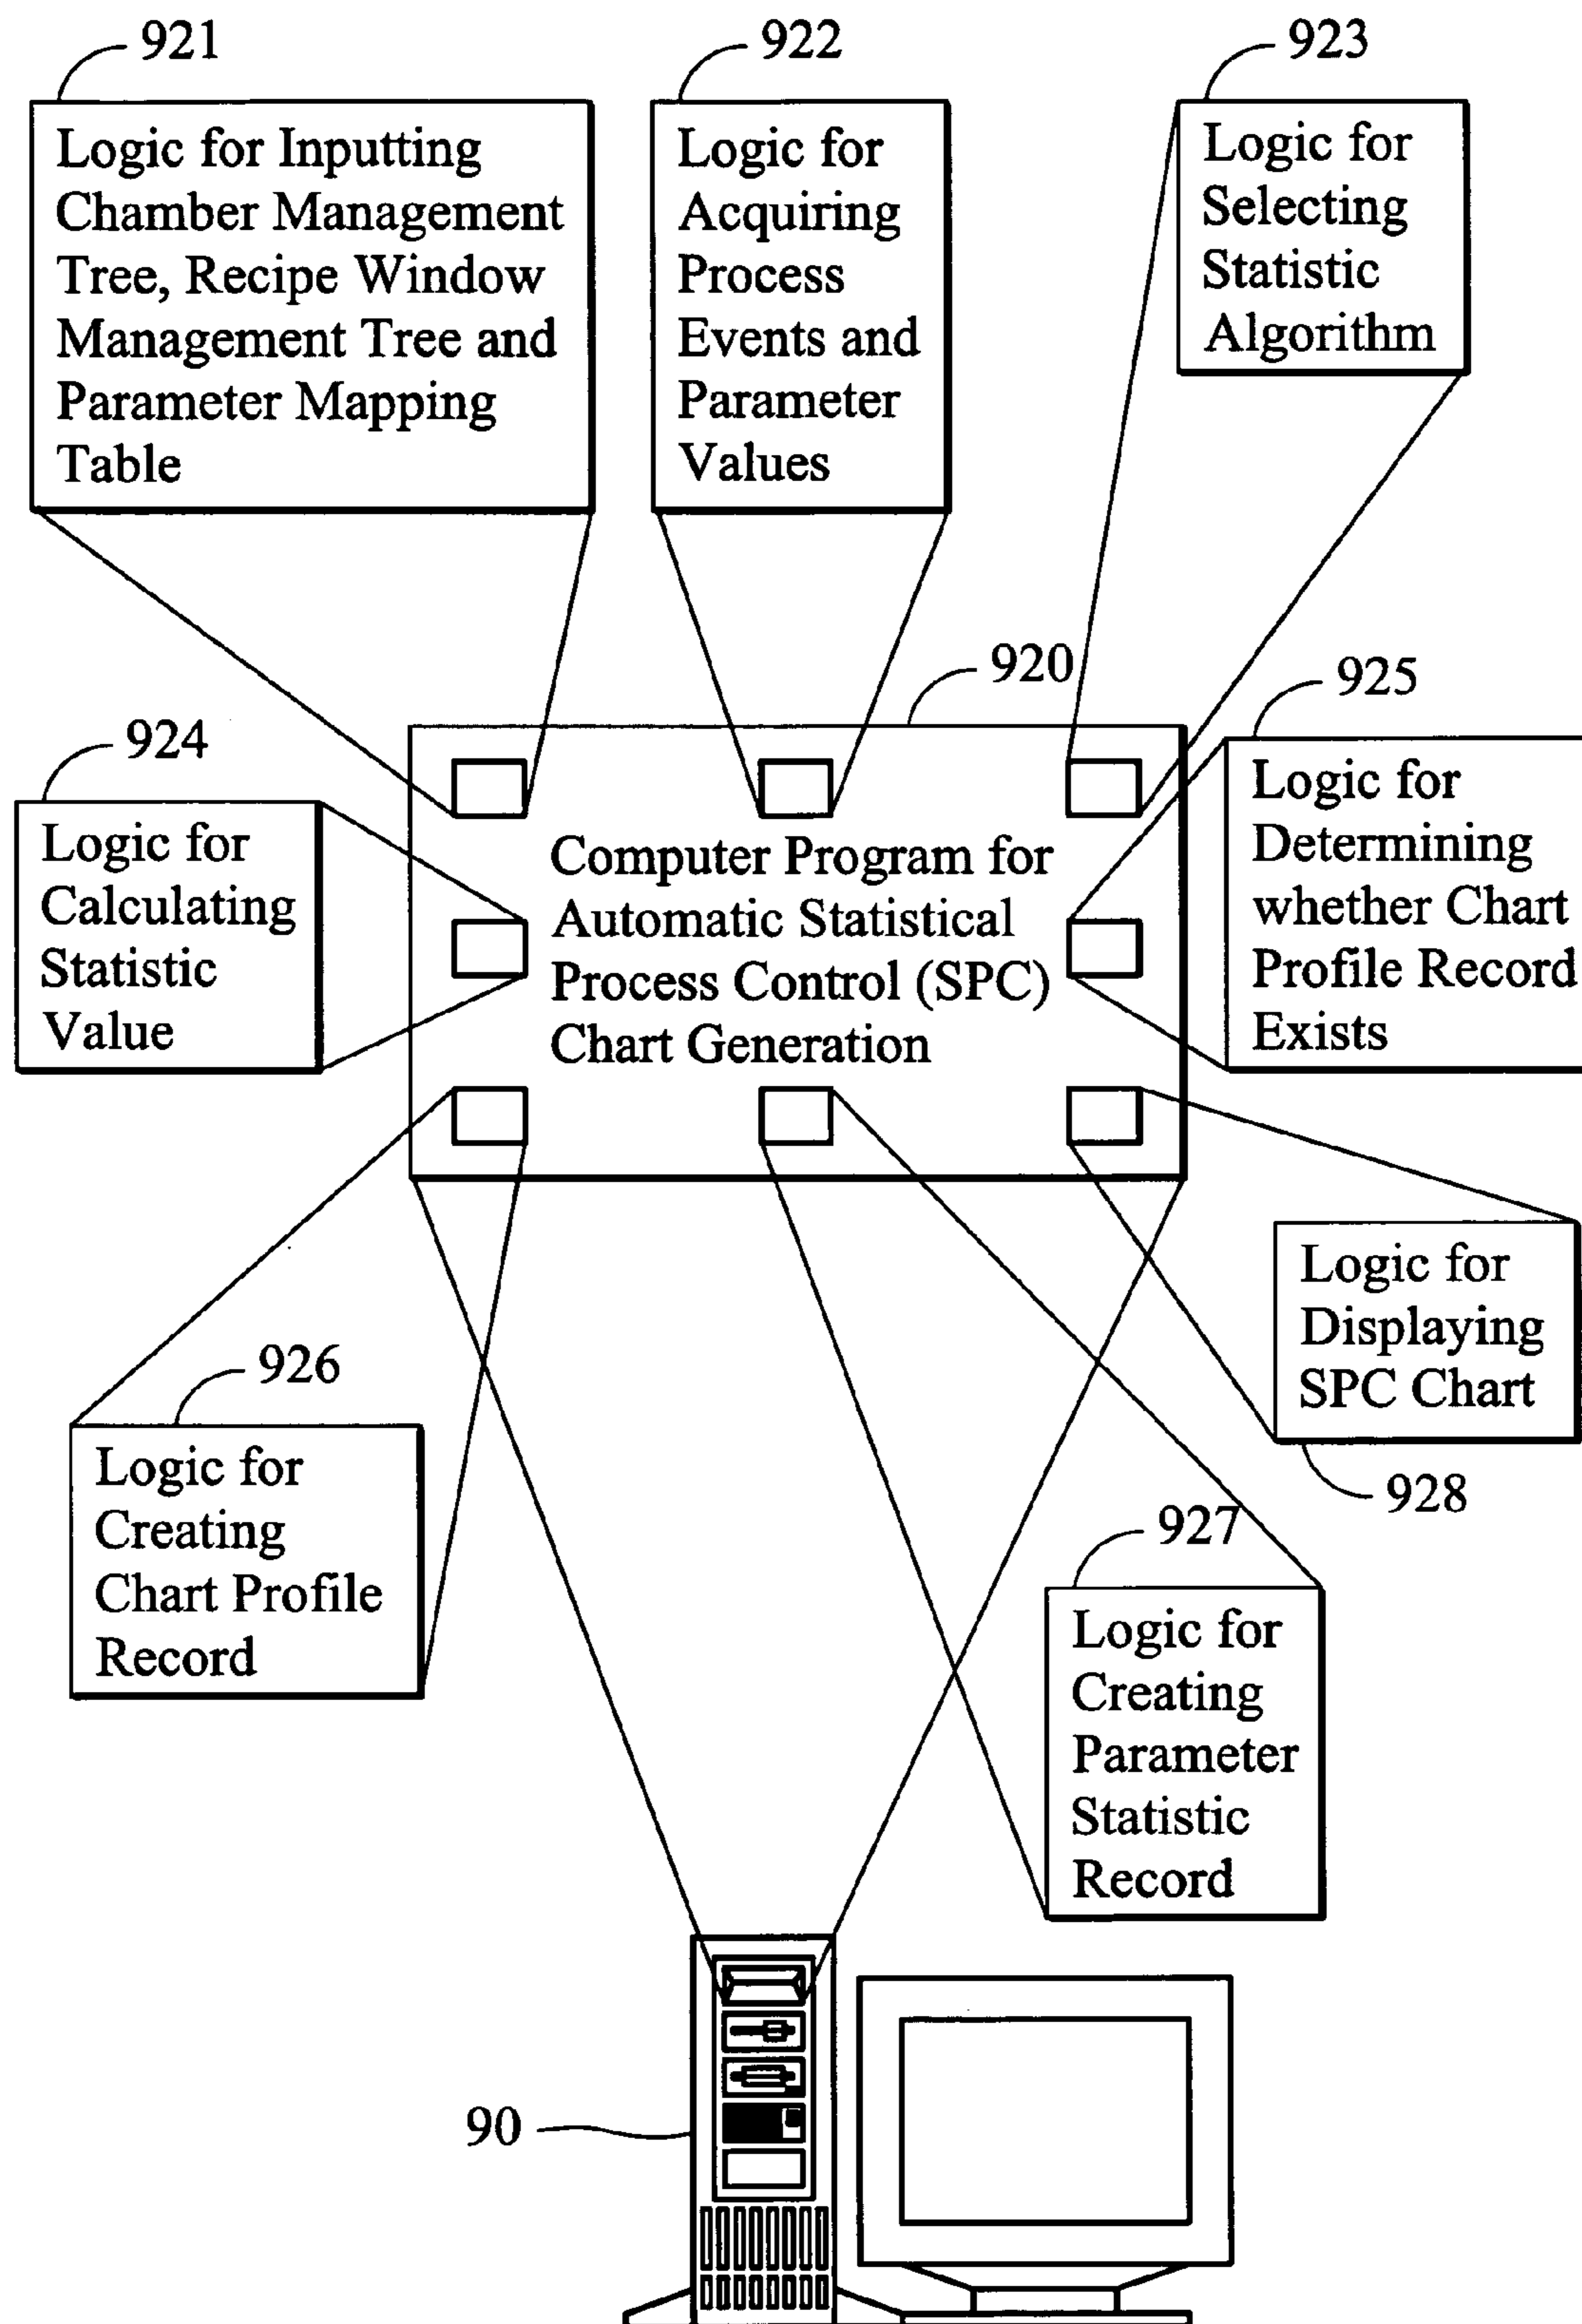 921
Logic for Inputting
Chamber Management
Tree, Recipe Window
Management Tree and
Parameter Mapping
Table
922
Logic for
Acquiring
Process
Events and
Parameter
Values
923
Logic for
Selecting
Statistic
Algorithm
924
Logic for
Calculating
Statistic
Value
920
Computer Program for
Automatic Statistical
Process Control (SPC)
Chart Generation
925
Logic for
Determining
whether Chart
Profile Record
Exists
926
Logic for
Creating
Chart Profile
Record
927
Logic for
Creating
Parameter
Statistic
Record
Logic for
Displaying
SPC Chart
928
90